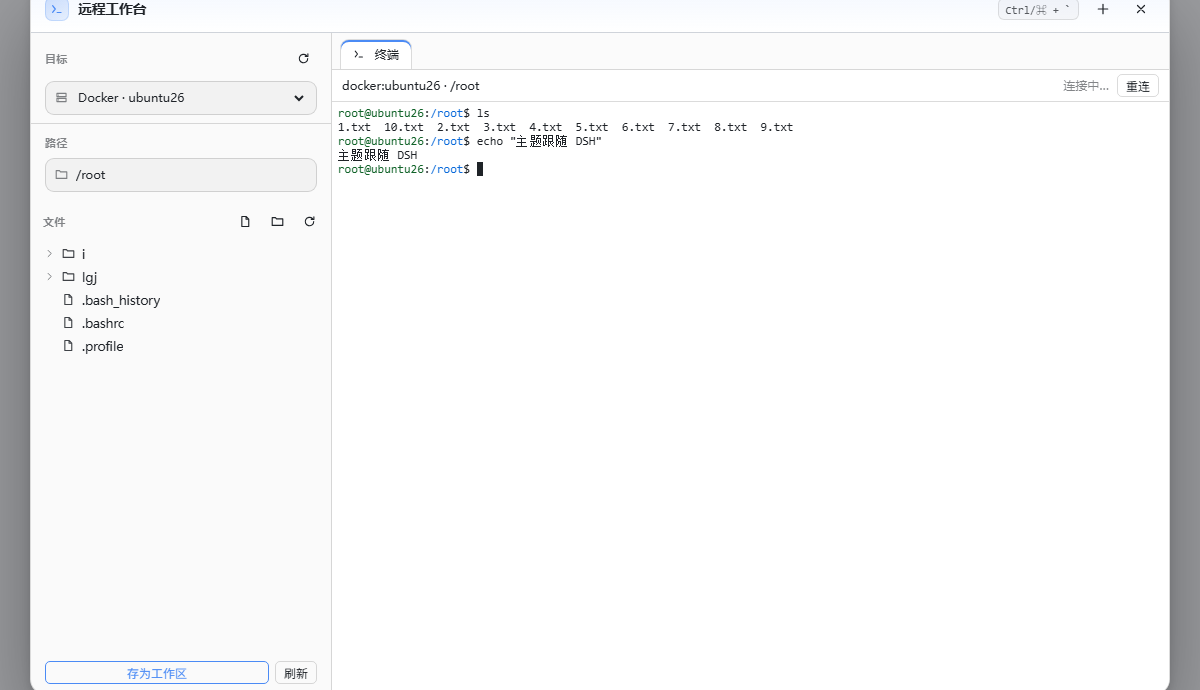 远程工作台
Ctrl/⌘ + `
目标
Docker · ubuntu26
路径
/root
文件
i
lgj
.bash_history
.bashrc
.profile
存为工作区
刷新
终端
docker:ubuntu26 · /root
连接中...
重连
root@ubuntu26:/root$ ls
1.txt  10.txt  2.txt  3.txt  4.txt  5.txt  6.txt  7.txt  8.txt  9.txt
root@ubuntu26:/root$ echo "主题跟随 DSH"
主题跟随 DSH
root@ubuntu26:/root$